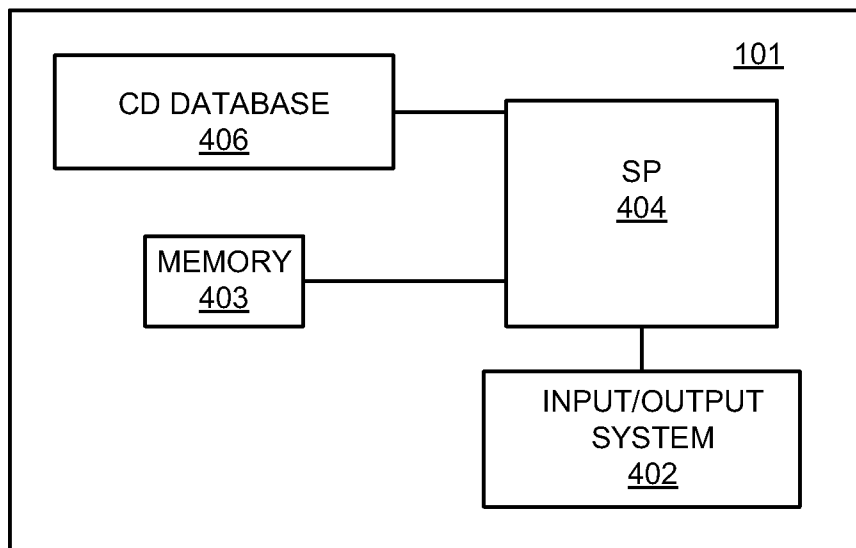 101
CD DATABASE
406
SP
404
MEMORY
403
INPUT/OUTPUT
SYSTEM
402